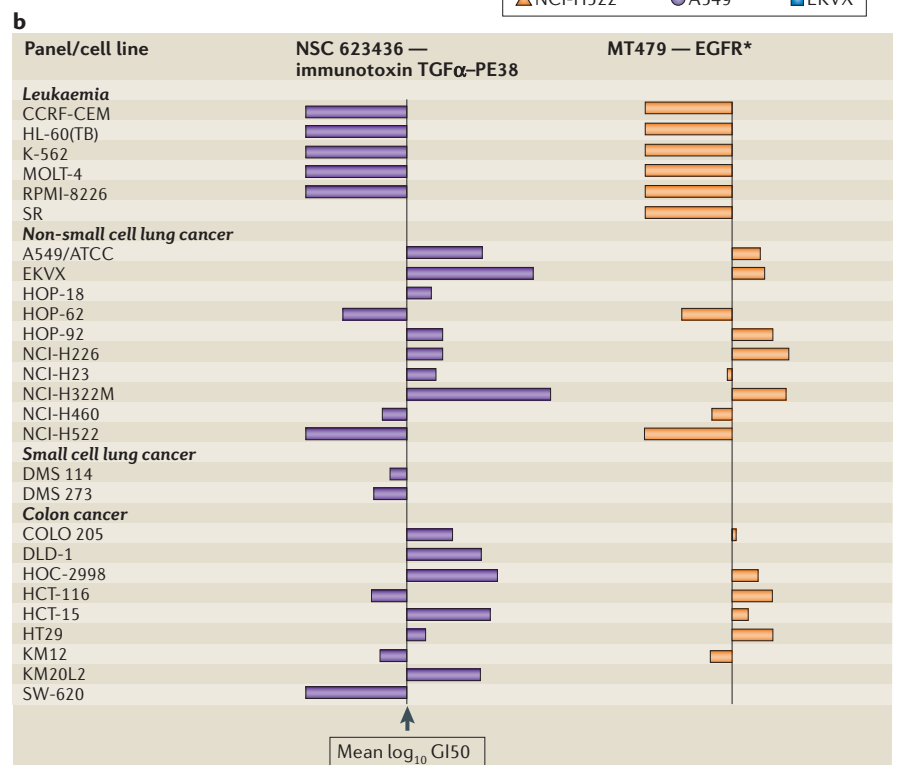 NCI-H322 A549 EKVX
b
Panel/cell line NSC 623436 — MT479 — EGFR*
immunotoxin TGFα–PE38
Leukaemia
CCRF-CEM
HL-60(TB)
K-562
MOLT-4
RPMI-8226
SR
Non-small cell lung cancer
A549/ATCC
EKVX
HOP-18
HOP-62
HOP-92
NCI-H226
NCI-H23
NCI-H322M
NCI-H460
NCI-H522
Small cell lung cancer
DMS 114
DMS 273
Colon cancer
COLO 205
DLD-1
HOC-2998
HCT-116
HCT-15
HT29
KM12
KM20L2
SW-620
Mean log10 GI50